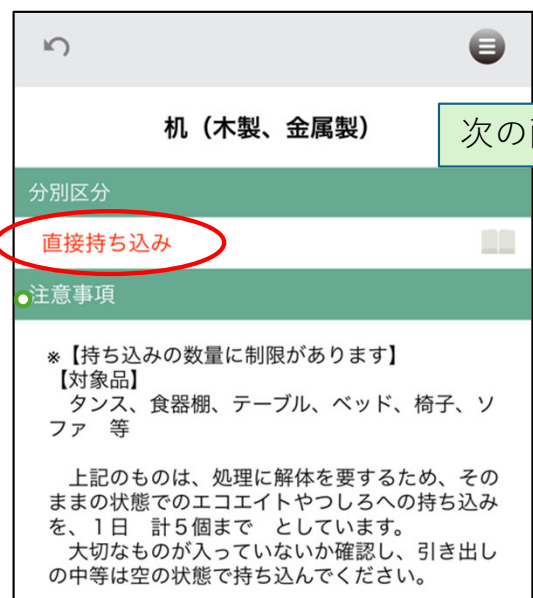 机（木製、金属製）
次の
分別区分
直接持ち込み
注意事項
※【持ち込みの数量に制限があります】
【対象品】
　タンス、食器棚、テーブル、ベッド、椅子、ソ
ファ　等
　上記のものは、処理に解体を要するため、その
ままの状態でのエコエイトやつしろへの持ち込み
を、１日　計５個まで　としています。
　大切なものが入っていないか確認し、引き出し
の中等は空の状態で持ち込んでください。